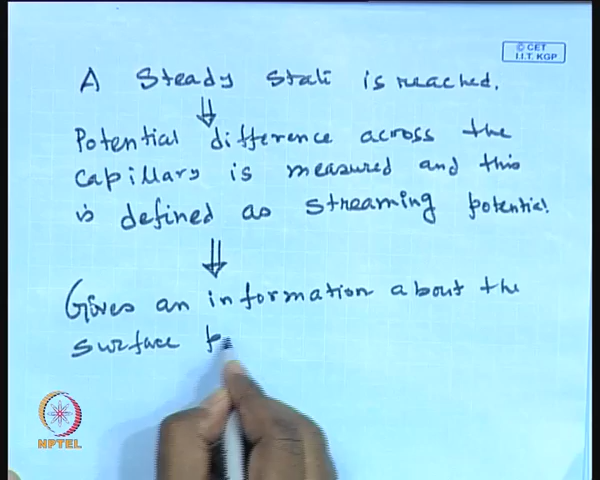 © CET
I.I.T. KGP
A Steady State is reached.
Potential difference across the
capillary is measured and this
is defined as streaming potential.
Gives an information about the
surface p
NPTEL